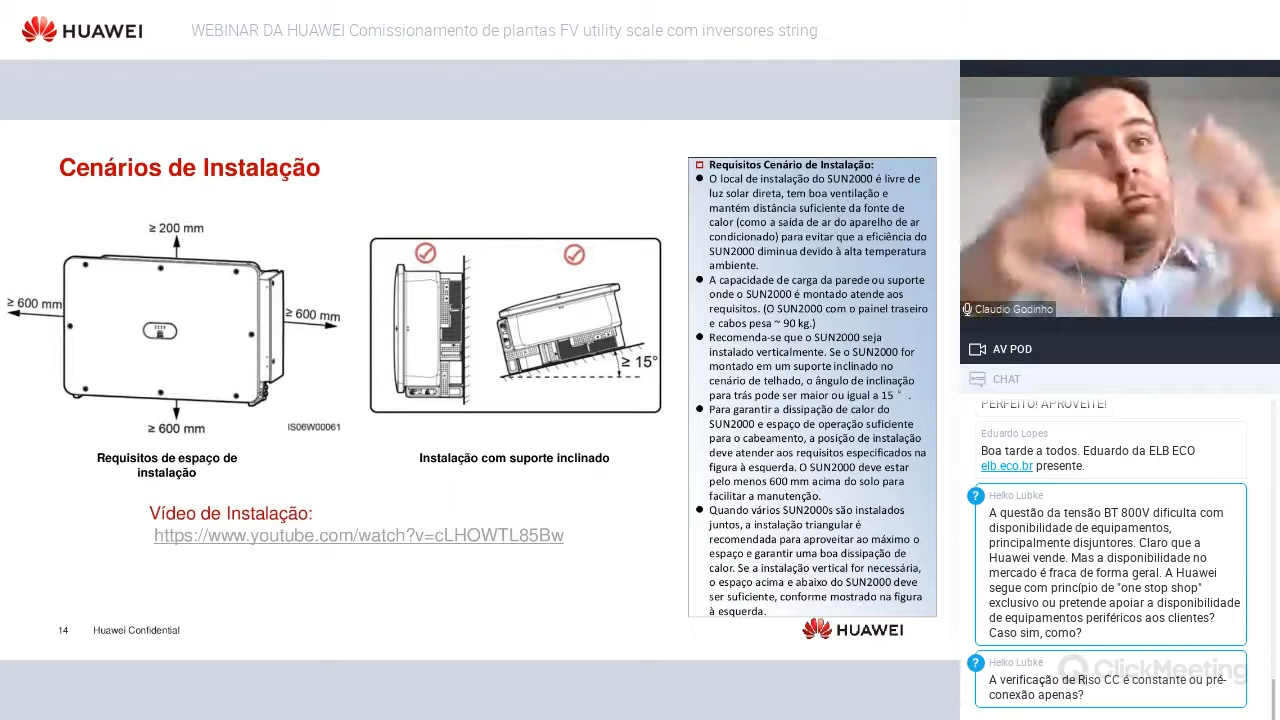 HUAWEI
WEBINAR DA HUAWEI Comissionamento de plantas FV utility scale com inversores string
Cenários de Instalação
≥ 200 mm
≥ 600 mm
≥ 600 mm
≥ 600 mm
IS06W00061
≥ 15°
Requisitos de espaço de
instalação
Instalação com suporte inclinado
Vídeo de Instalação:
https://www.youtube.com/watch?v=cLHOWTL85Bw
Requisitos Cenário de Instalação:
O local de instalação do SUN2000 é livre de
luz solar direta, tem boa ventilação e
mantém distância suficiente da fonte de
calor (como a saída de ar do aparelho de ar
condicionado) para evitar que a eficiência do
SUN2000 diminua devido à alta temperatura
ambiente.
A capacidade de carga da parede ou suporte
onde o SUN2000 é montado atende aos
requisitos. (O SUN2000 com o painel traseiro
e cabos pesa ~ 90 kg.)
Recomenda-se que o SUN2000 seja
instalado verticalmente. Se o SUN2000 for
montado em um suporte inclinado no
cenário de telhado, o ângulo de inclinação
para trás pode ser maior ou igual a 15 ° .
Para garantir a dissipação de calor do
SUN2000 e espaço de operação suficiente
para o cabeamento, a posição de instalação
deve atender aos requisitos especificados na
figura à esquerda. O SUN2000 deve estar
pelo menos 600 mm acima do solo para
facilitar a manutenção.
Quando vários SUN2000s são instalados
juntos, a instalação triangular é
recomendada para aproveitar ao máximo o
espaço e garantir uma boa dissipação de
calor. Se a instalação vertical for necessária,
o espaço acima e abaixo do SUN2000 deve
ser suficiente, conforme mostrado na figura
à esquerda.
14 Huawei Confidential
HUAWEI
Claudio Godinho
AV POD
CHAT
PERFEITO! APROVEITE!
Eduardo Lopes
Boa tarde a todos. Eduardo da ELB ECO
elb.eco.br presente.
? Heiko Lubke
A questão da tensão BT 800V dificulta com
disponibilidade de equipamentos,
principalmente disjuntores. Claro que a
Huawei vende. Mas a disponibilidade no
mercado é fraca de forma geral. A Huawei
segue com princípio de "one stop shop"
exclusivo ou pretende apoiar a disponibilidade
de equipamentos periféricos aos clientes?
Caso sim, como?
? Heiko Lubke
ClickMeeting
A verificação de Riso CC é constante ou pré-
conexão apenas?